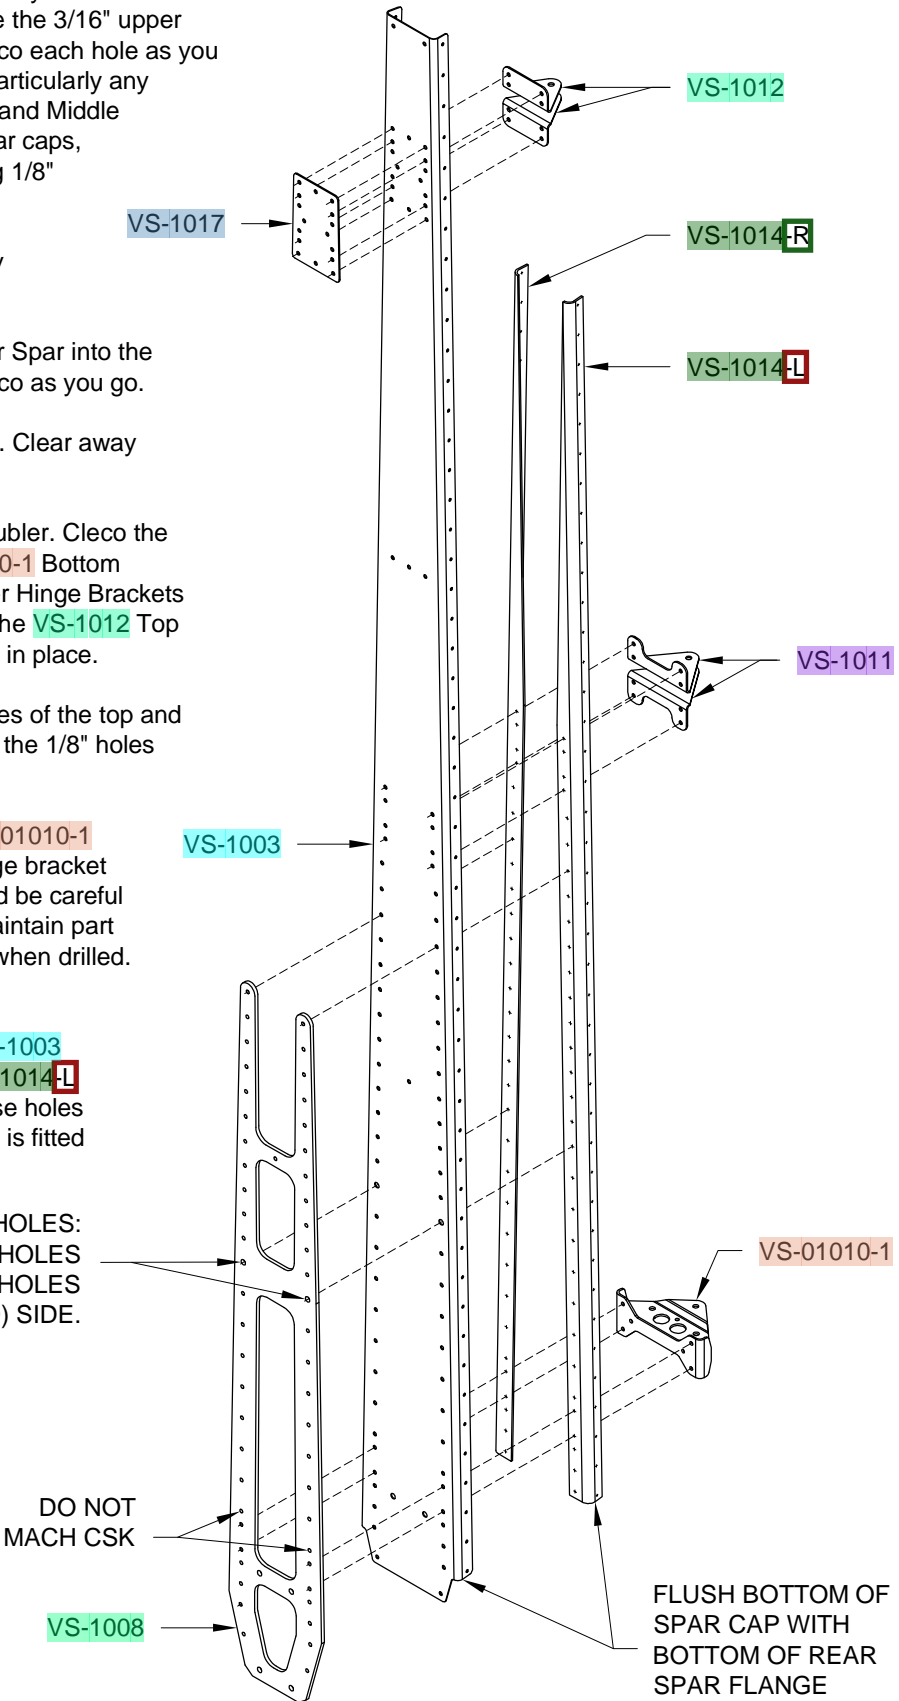 e the 3/16" upper
co each hole as you
articularly any
and Middle
ar caps,
g 1/8"
VS-1012
VS-1017
VS-1014-R
y
r Spar into the
co as you go.
VS-1014-L
. Clear away
ubler. Cleco the
0-1 Bottom
r Hinge Brackets
he VS-1012 Top
in place.
VS-1011
es of the top and
the 1/8" holes
01010-1
VS-1003
ge bracket
d be careful
aintain part
when drilled.
-1003
1014-L
se holes
is fitted
HOLES:
HOLES
HOLES
) SIDE.
VS-01010-1
DO NOT
MACH CSK
VS-1008
FLUSH BOTTOM OF
SPAR CAP WITH
BOTTOM OF REAR
SPAR FLANGE